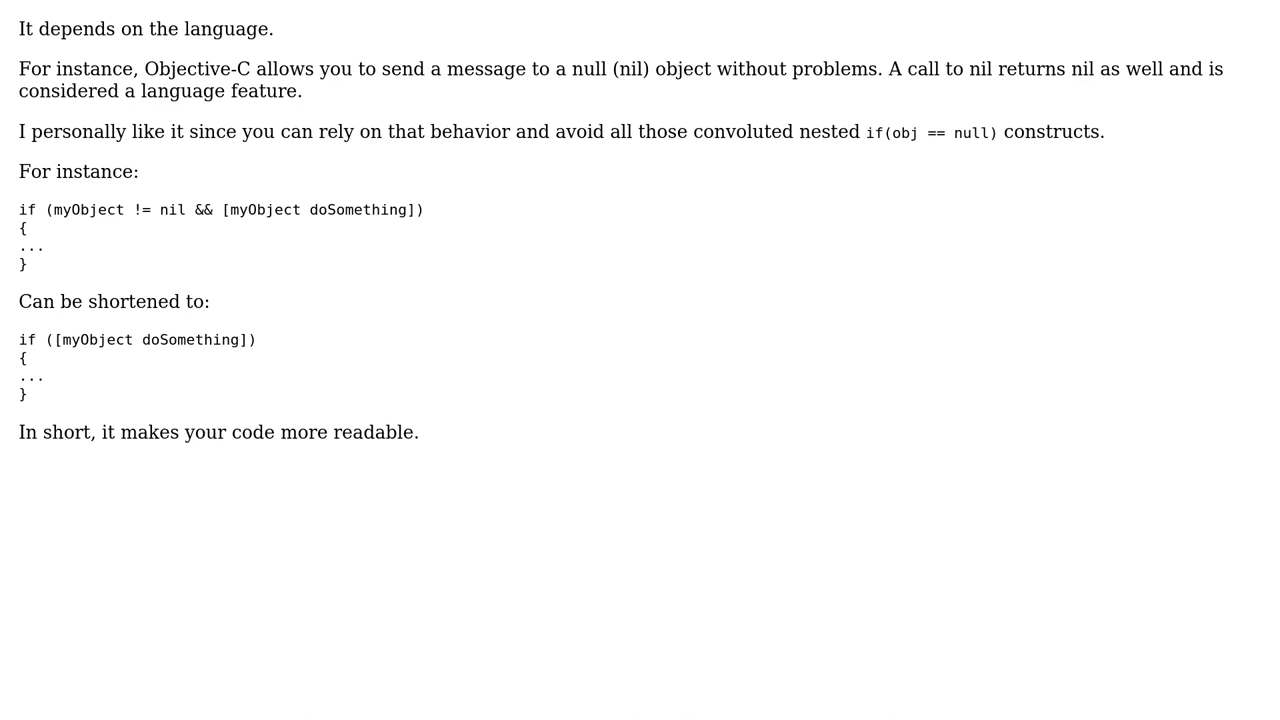 It depends on the language.
For instance, Objective-C allows you to send a message to a null (nil) object without problems. A call to nil returns nil as well and is
considered a language feature.
I personally like it since you can rely on that behavior and avoid all those convoluted nested if(obj == null) constructs.
For instance:
if (myObject != nil && [myObject doSomething])
{
...
}
Can be shortened to:
if ([myObject doSomething])
{
...
}
In short, it makes your code more readable.